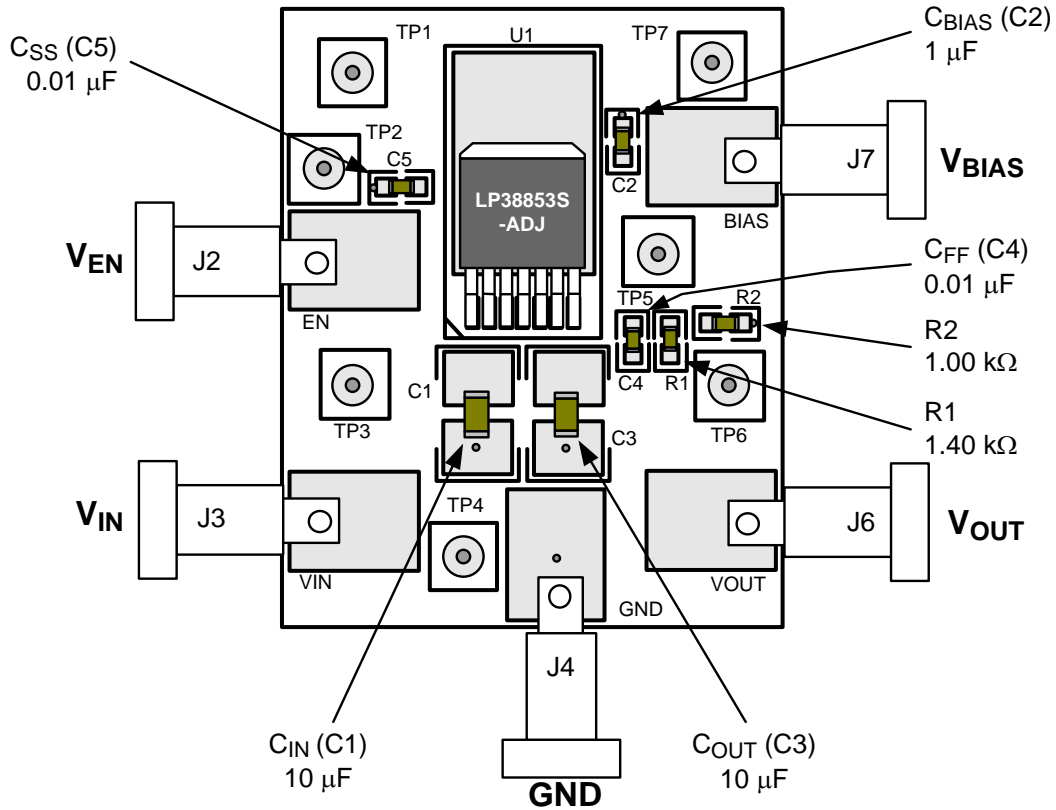 CSS (C5)
0.01 μF
TP1
U1
TP7
CBIAS (C2)
1 μF
TP2
C5
C2
LP38853S
-ADJ
J7
VBIAS
BIAS
VEN
J2
EN
TP5
R2
CFF (C4)
0.01 μF
R2
1.00 kΩ
C4
R1
R1
1.40 kΩ
C1
C3
TP3
TP6
VIN
J3
VIN
TP4
GND
VOUT
J6
VOUT
J4
GND
CIN (C1)
10 μF
COUT (C3)
10 μF